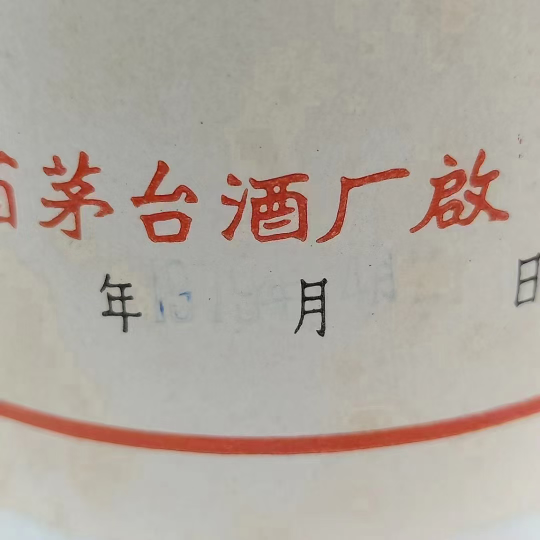 茅台酒厂啟
年 月 日